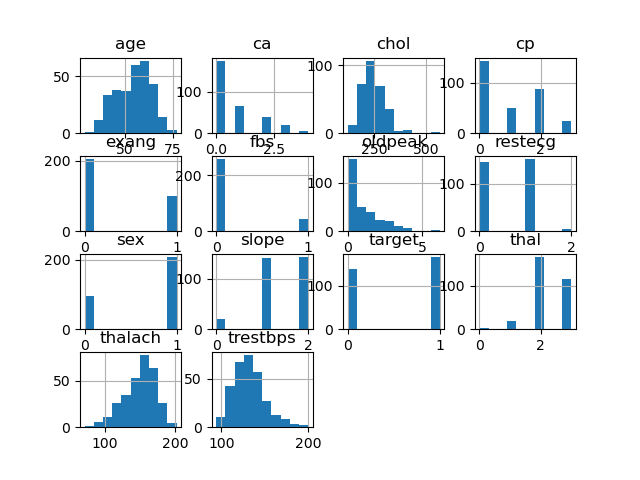 age ca chol cp
50 0 50 75
100 0 0.0 2.5
100 0 250 500
100 0 0 2
exang fbs oldpeak restecg
200 0 0 1
200 0 0 1
100 0 0 5
100 0 0 2
sex slope target thal
200 0 0 1
100 0 0 1 2
100 0 0 1
100 0 0 2
thalach trestbps
50 0 100 200
50 0 100 200